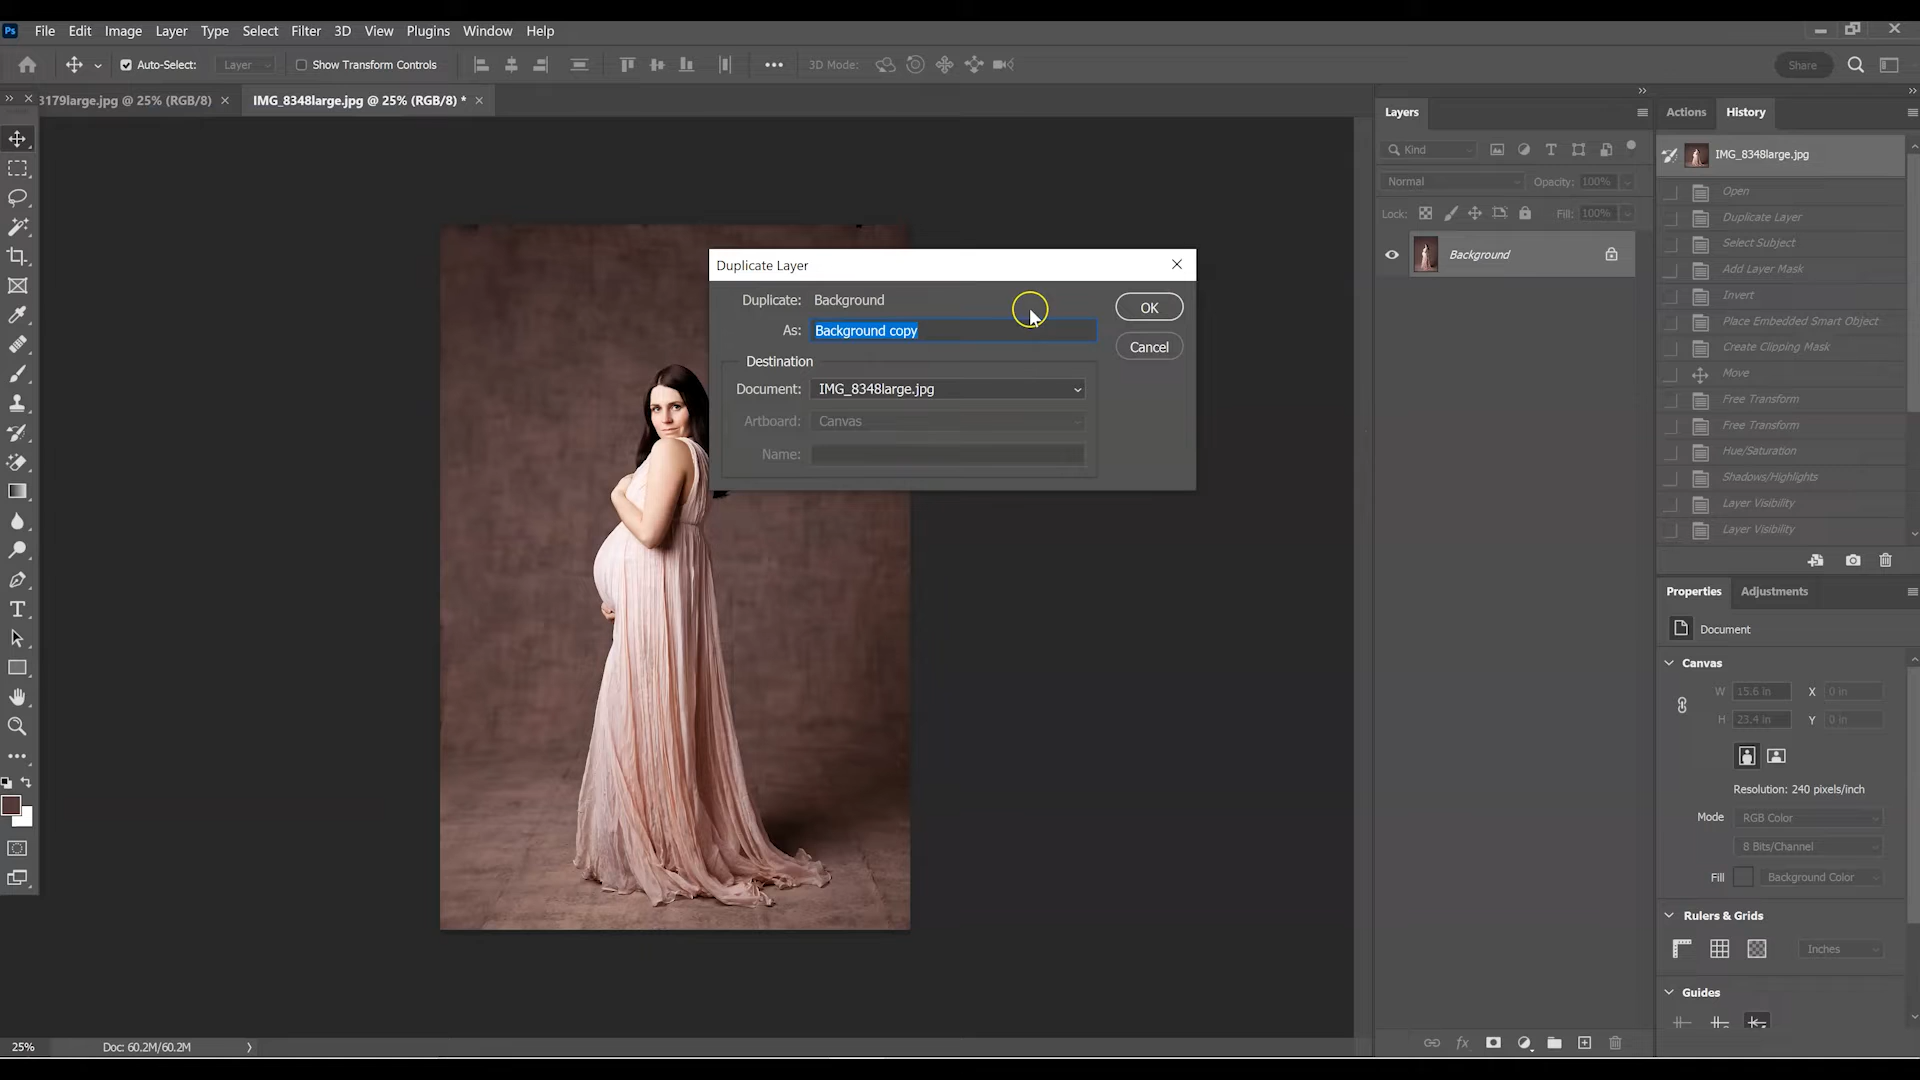 Ps File Edit Image Layer Type Select Filter 3D View Plugins Window Help
Auto-Select: Layer Show Transform Controls 3D Mode: Share
3179large.jpg @ 25% (RGB/8) × IMG_8348large.jpg @ 25% (RGB/8) * ×
Layers
Kind
Normal Opacity: 100%
Lock: Fill: 100%
Background
Actions History
IMG_8348large.jpg
Open
Duplicate Layer
Select Subject
Add Layer Mask
Invert
Place Embedded Smart Object
Create Clipping Mask
Move
Free Transform
Free Transform
Hue/Saturation
Shadows/Highlights
Layer Visibility
Layer Visibility
Duplicate Layer
Duplicate: Background
OK
As: Background copy
Cancel
Destination
Document: IMG_8348large.jpg
Artboard: Canvas
Name:
Properties Adjustments
Document
Canvas
W 15.6 in X 0 in
H 23.4 in Y 0 in
Resolution: 240 pixels/inch
Mode RGB Color
8 Bits/Channel
Fill Background Color
Rulers & Grids
Inches
Guides
T
fx
25% Doc: 60.2M/60.2M